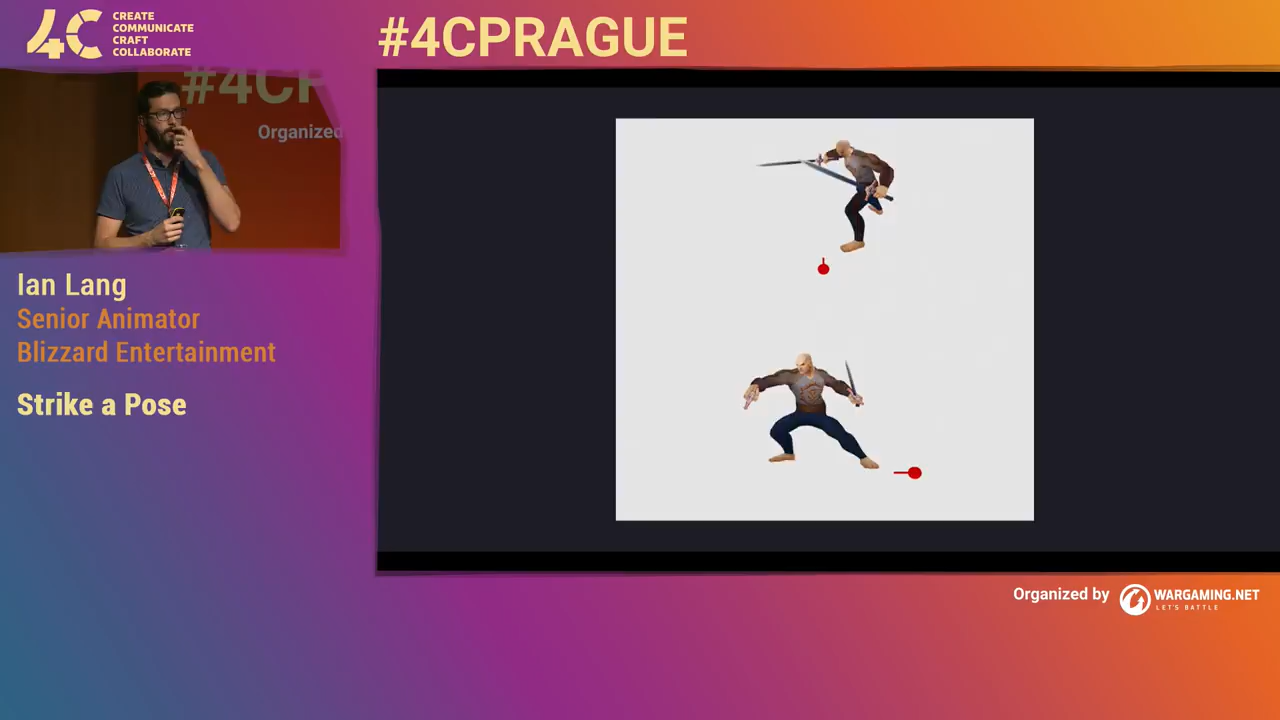 4C
CREATE
COMMUNICATE
CRAFT
COLLABORATE
#4CPRAGUE
#4CP
Organized
Ian Lang
Senior Animator
Blizzard Entertainment
Strike a Pose
Organized by
WARGAMING.NET
LET'S BATTLE